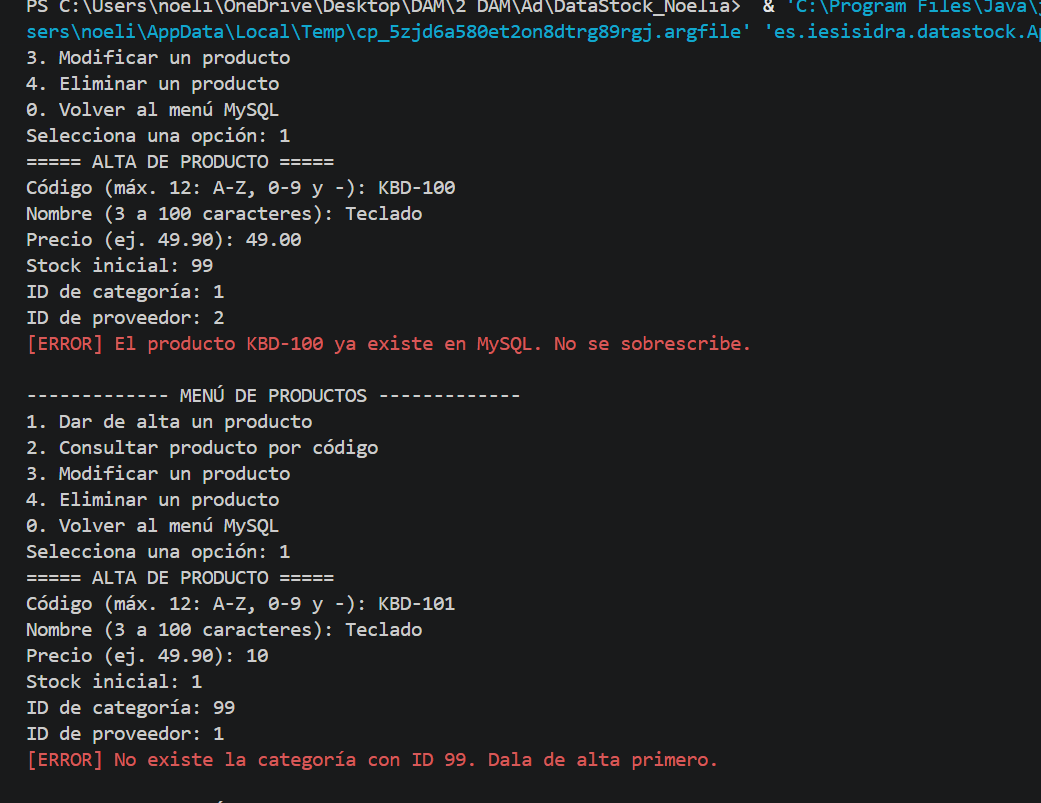 PS C:\Users\noeli\OneDrive\Desktop\DAM\2 DAM\Ad\DataStock_Noelia>  & 'C:\Program Files\Java\
sers\noeli\AppData\Local\Temp\cp_5zjd6a580et2on8dtrg89rgj.argfile' 'es.iesisidra.datastock.Ap
3. Modificar un producto
4. Eliminar un producto
0. Volver al menú MySQL
Selecciona una opción: 1
===== ALTA DE PRODUCTO =====
Código (máx. 12: A-Z, 0-9 y -): KBD-100
Nombre (3 a 100 caracteres): Teclado
Precio (ej. 49.90): 49.00
Stock inicial: 99
ID de categoría: 1
ID de proveedor: 2
[ERROR] El producto KBD-100 ya existe en MySQL. No se sobrescribe.
------------- MENÚ DE PRODUCTOS -------------
1. Dar de alta un producto
2. Consultar producto por código
3. Modificar un producto
4. Eliminar un producto
0. Volver al menú MySQL
Selecciona una opción: 1
===== ALTA DE PRODUCTO =====
Código (máx. 12: A-Z, 0-9 y -): KBD-101
Nombre (3 a 100 caracteres): Teclado
Precio (ej. 49.90): 10
Stock inicial: 1
ID de categoría: 99
ID de proveedor: 1
[ERROR] No existe la categoría con ID 99. Dala de alta primero.